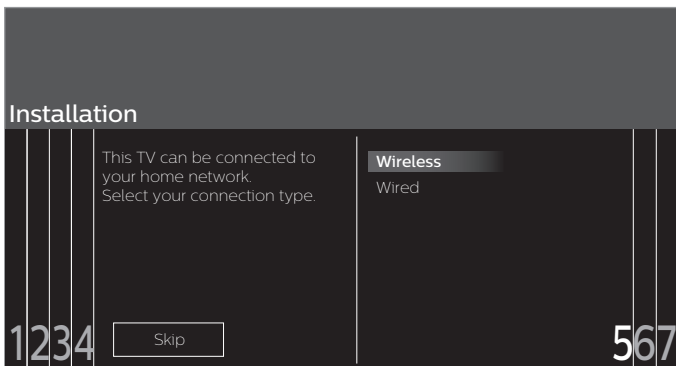 Installation
This TV can be connected to
your home network.
Select your connection type.
Wireless
Wired
Skip
1234
567